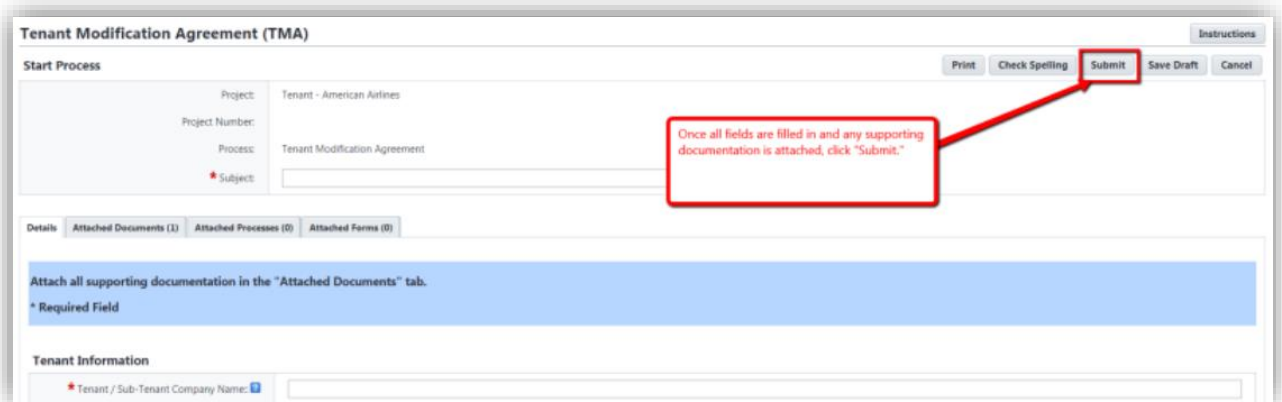 Tenant Modification Agreement (TMA)
Instructions
Start Process
Print
Check Spelling
Submit
Save Draft
Cancel
Project: Tenant - American Airlines
Project Number:
Process: Tenant Modification Agreement
* Subject:
Once all fields are filled in and any supporting
documentation is attached, click "Submit."
Details
Attached Documents (1)
Attached Processes (0)
Attached Forms (0)
Attach all supporting documentation in the "Attached Documents" tab.
* Required Field
Tenant Information
* Tenant / Sub-Tenant Company Name: ?